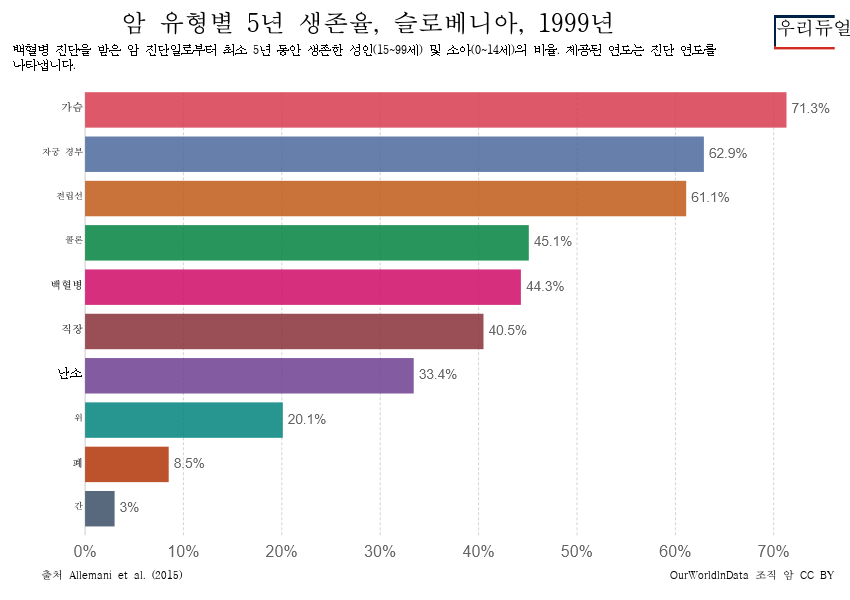 암 유형별 5년 생존율, 슬로베니아, 1999년
우리듀얼
백혈병 진단을 받은 암 진단일로부터 최소 5년 동안 생존한 성인(15~99세) 및 소아(0~14세)의 비율. 제공된 연도는 진단 연도를
나타냅니다.
가슴 71.3%
자궁 경부 62.9%
전립선 61.1%
콜론 45.1%
백혈병 44.3%
직장 40.5%
난소 33.4%
위 20.1%
폐 8.5%
간 3%
0% 10% 20% 30% 40% 50% 60% 70%
출처 Allemani et al. (2015) OurWorldInData 조직 암 CC BY